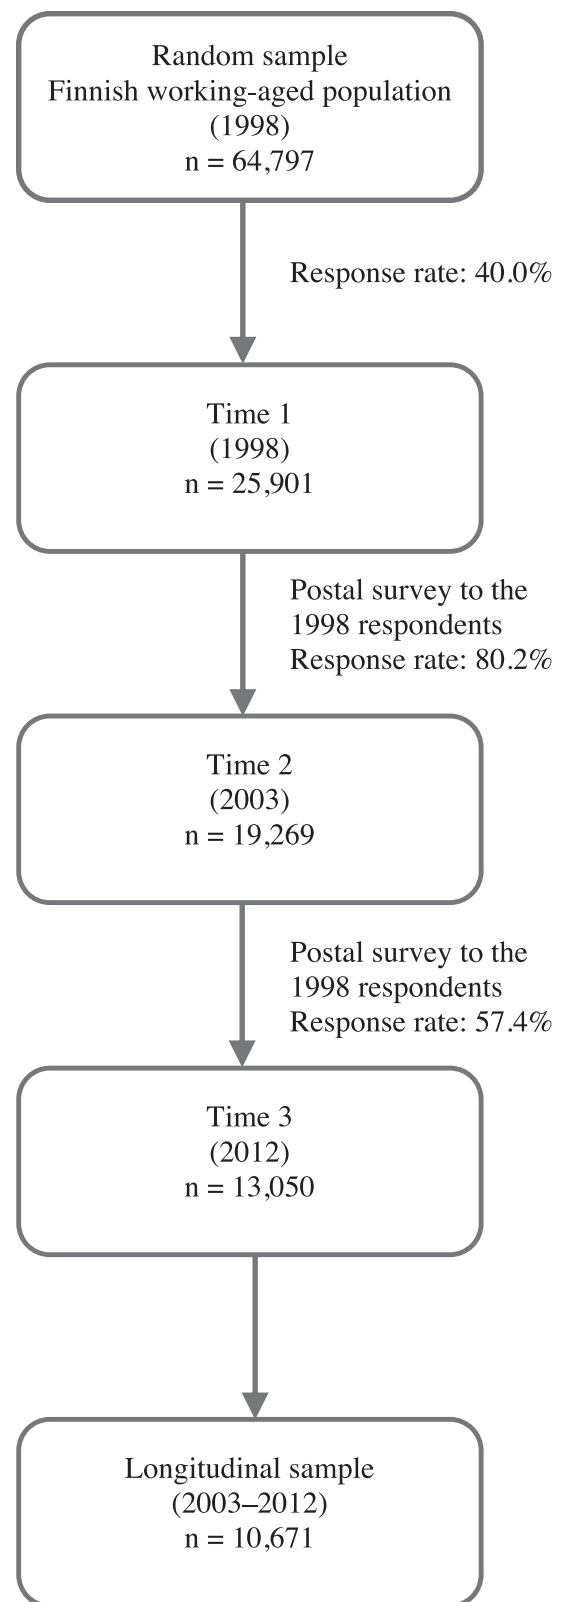 Random sample
Finnish working-aged population
(1998)
n = 64,797
Response rate: 40.0%
Time 1
(1998)
n = 25,901
Postal survey to the
1998 respondents
Response rate: 80.2%
Time 2
(2003)
n = 19,269
Postal survey to the
1998 respondents
Response rate: 57.4%
Time 3
(2012)
n = 13,050
Longitudinal sample
(2003–2012)
n = 10,671